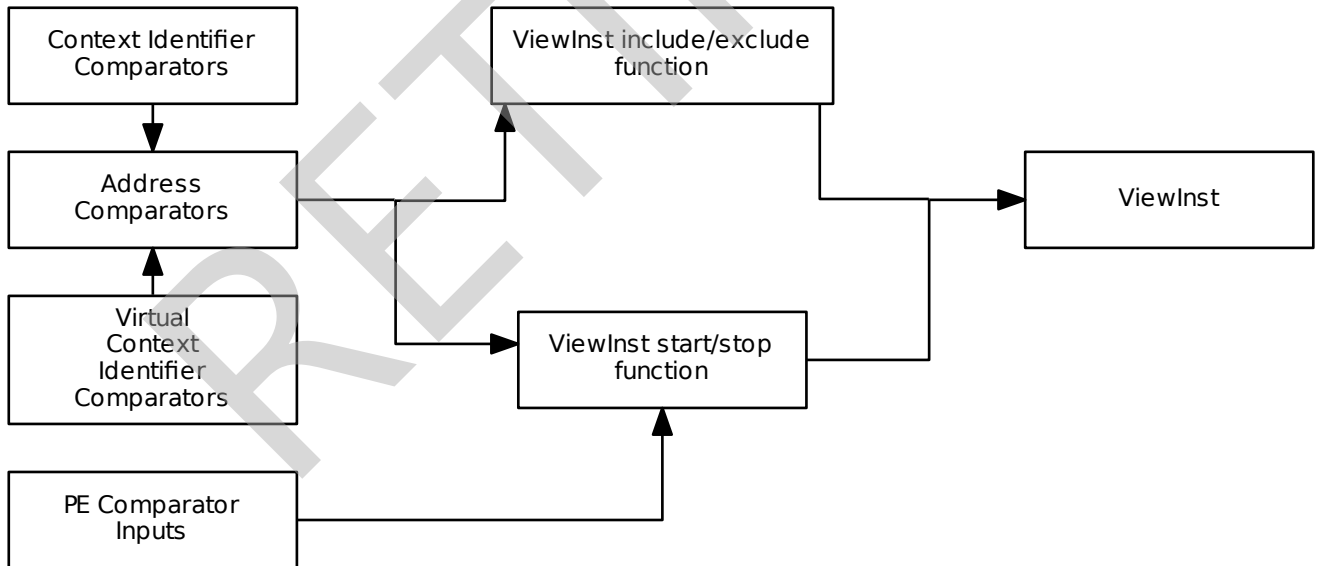 Context Identifier
Comparators
ViewInst include/exclude
function
Address
Comparators
ViewInst
Virtual
Context
Identifier
Comparators
ViewInst start/stop
function
PE Comparator
Inputs